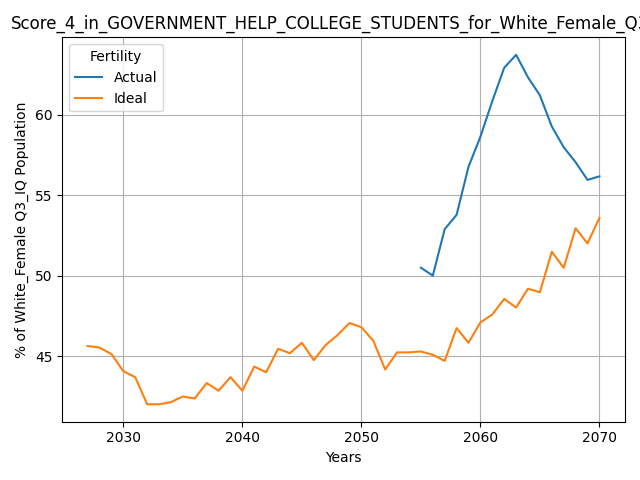 Score_4_in_GOVERNMENT_HELP_COLLEGE_STUDENTS_for_White_Female_Q3
Fertility
Actual
Ideal
% of White_Female Q3_IQ Population
60
55
50
45
2030 2040 2050 2060 2070
Years